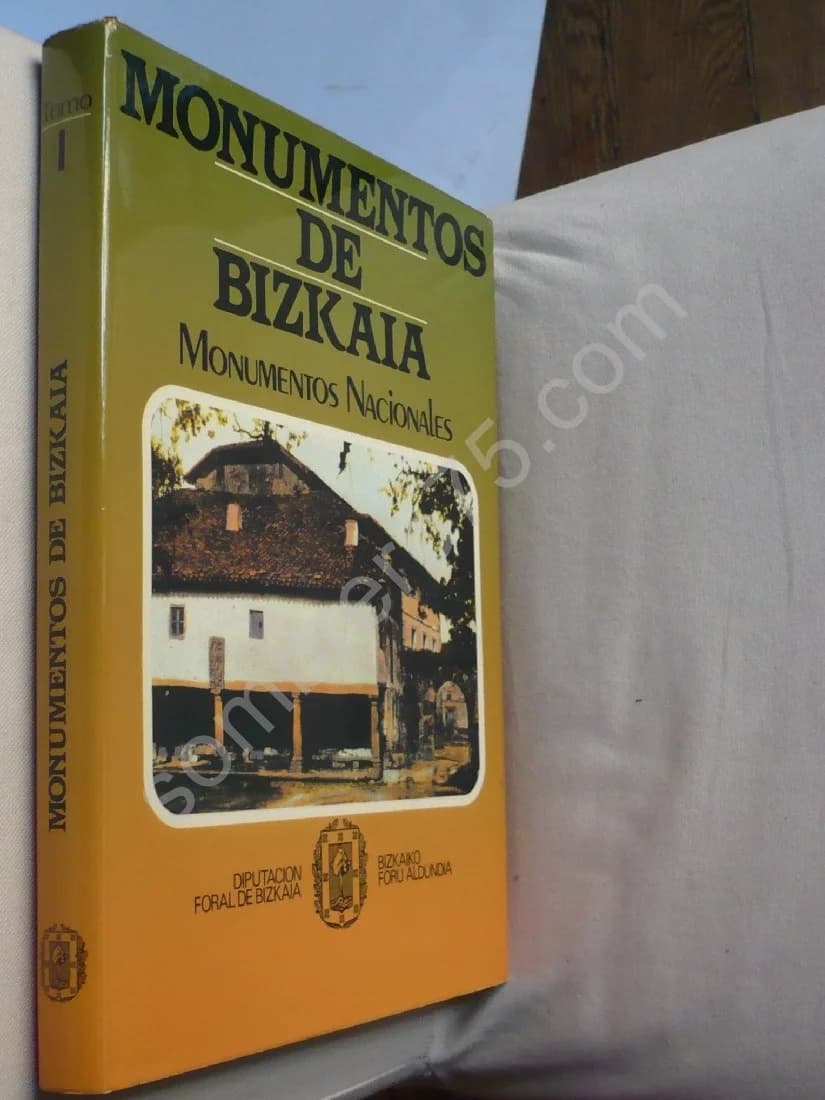 Tomo
I
MONUMENTOS DE BIZKAIA
MONUMENTOS
DE
BIZKAIA
MONUMENTOS NACIONALES
DIPUTACION
FORAL DE BIZKAIA
BIZKAIKO
FORU ALDUNDIA